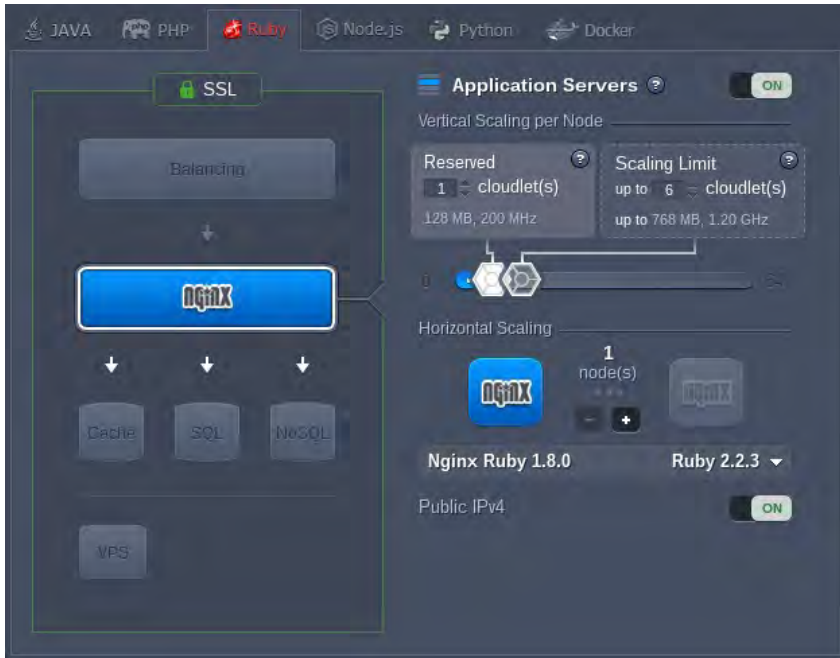 JAVA
php PHP
Ruby
Node.js
Python
Docker
SSL
Balancing
NGINX
Cache
SQL
NoSQL
VPS
Application Servers ?
ON
Vertical Scaling per Node
Reserved ?
1 cloudlet(s)
128 MB, 200 MHz
Scaling Limit ?
up to 6 cloudlet(s)
up to 768 MB, 1.20 GHz
0
64
Horizontal Scaling
NGINX
1
node(s)
- +
NGINX
Nginx Ruby 1.8.0
Ruby 2.2.3
Public IPv4
ON